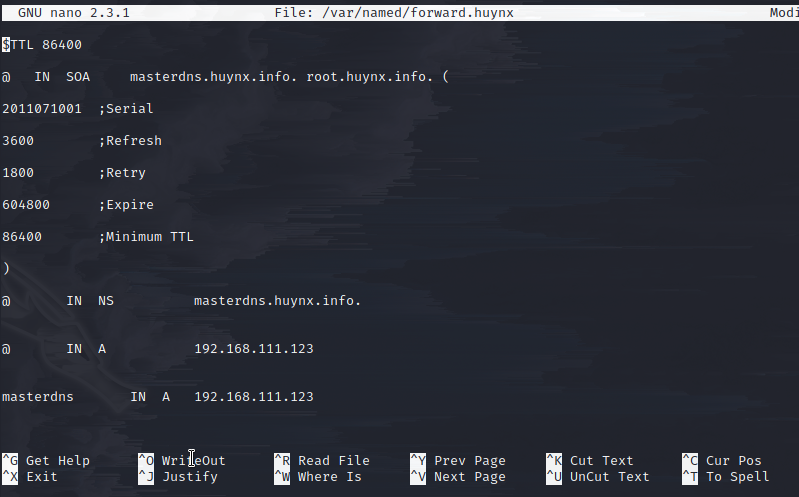 GNU nano 2.3.1 File: /var/named/forward.huynx Modi
$TTL 86400
@ IN SOA masterdns.huynx.info. root.huynx.info. (
2011071001 ;Serial
3600 ;Refresh
1800 ;Retry
604800 ;Expire
86400 ;Minimum TTL
)
@ IN NS masterdns.huynx.info.
@ IN A 192.168.111.123
masterdns IN A 192.168.111.123
^G Get Help ^O WriteOut ^R Read File ^Y Prev Page ^K Cut Text ^C Cur Pos
^X Exit ^J Justify ^W Where Is ^V Next Page ^U UnCut Text ^T To Spell